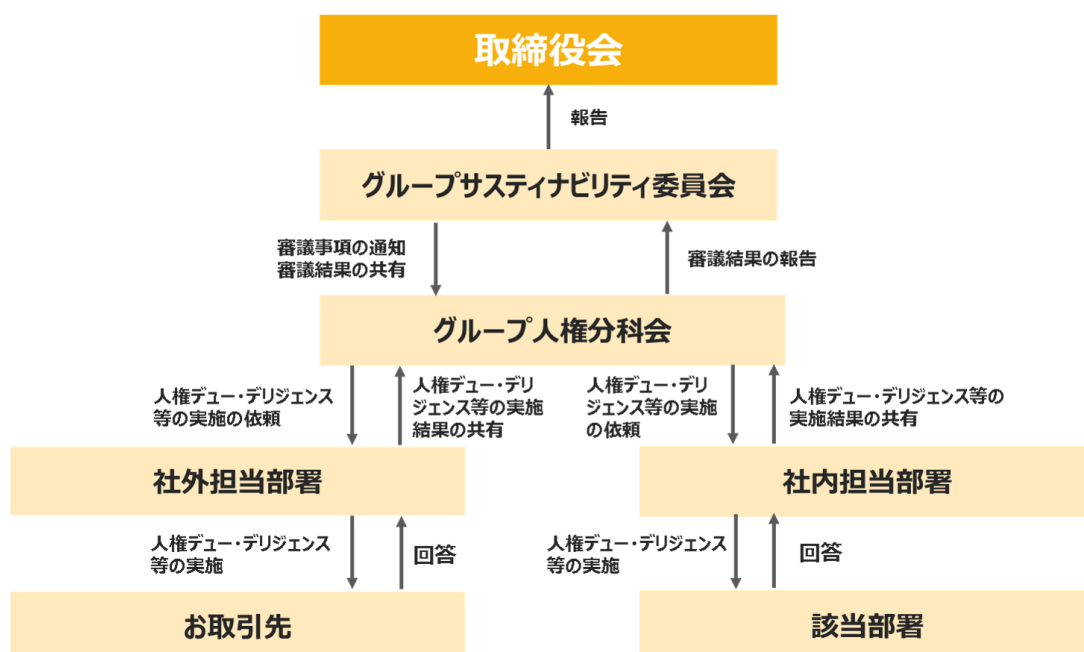 取締役会
報告
グループサスティナビリティ委員会
審議事項の通知
審議結果の共有
審議結果の報告
グループ人権分科会
人権デュー・デリジェンス
等の実施の依頼
人権デュー・デリ
ジェンス等の実施
結果の共有
人権デュー・デリ
ジェンス等の実施
の依頼
人権デュー・デリジェンス等の
実施結果の共有
社外担当部署
社内担当部署
人権デュー・デリジェンス
等の実施
回答
人権デュー・デリジェンス
等の実施
回答
お取引先
該当部署